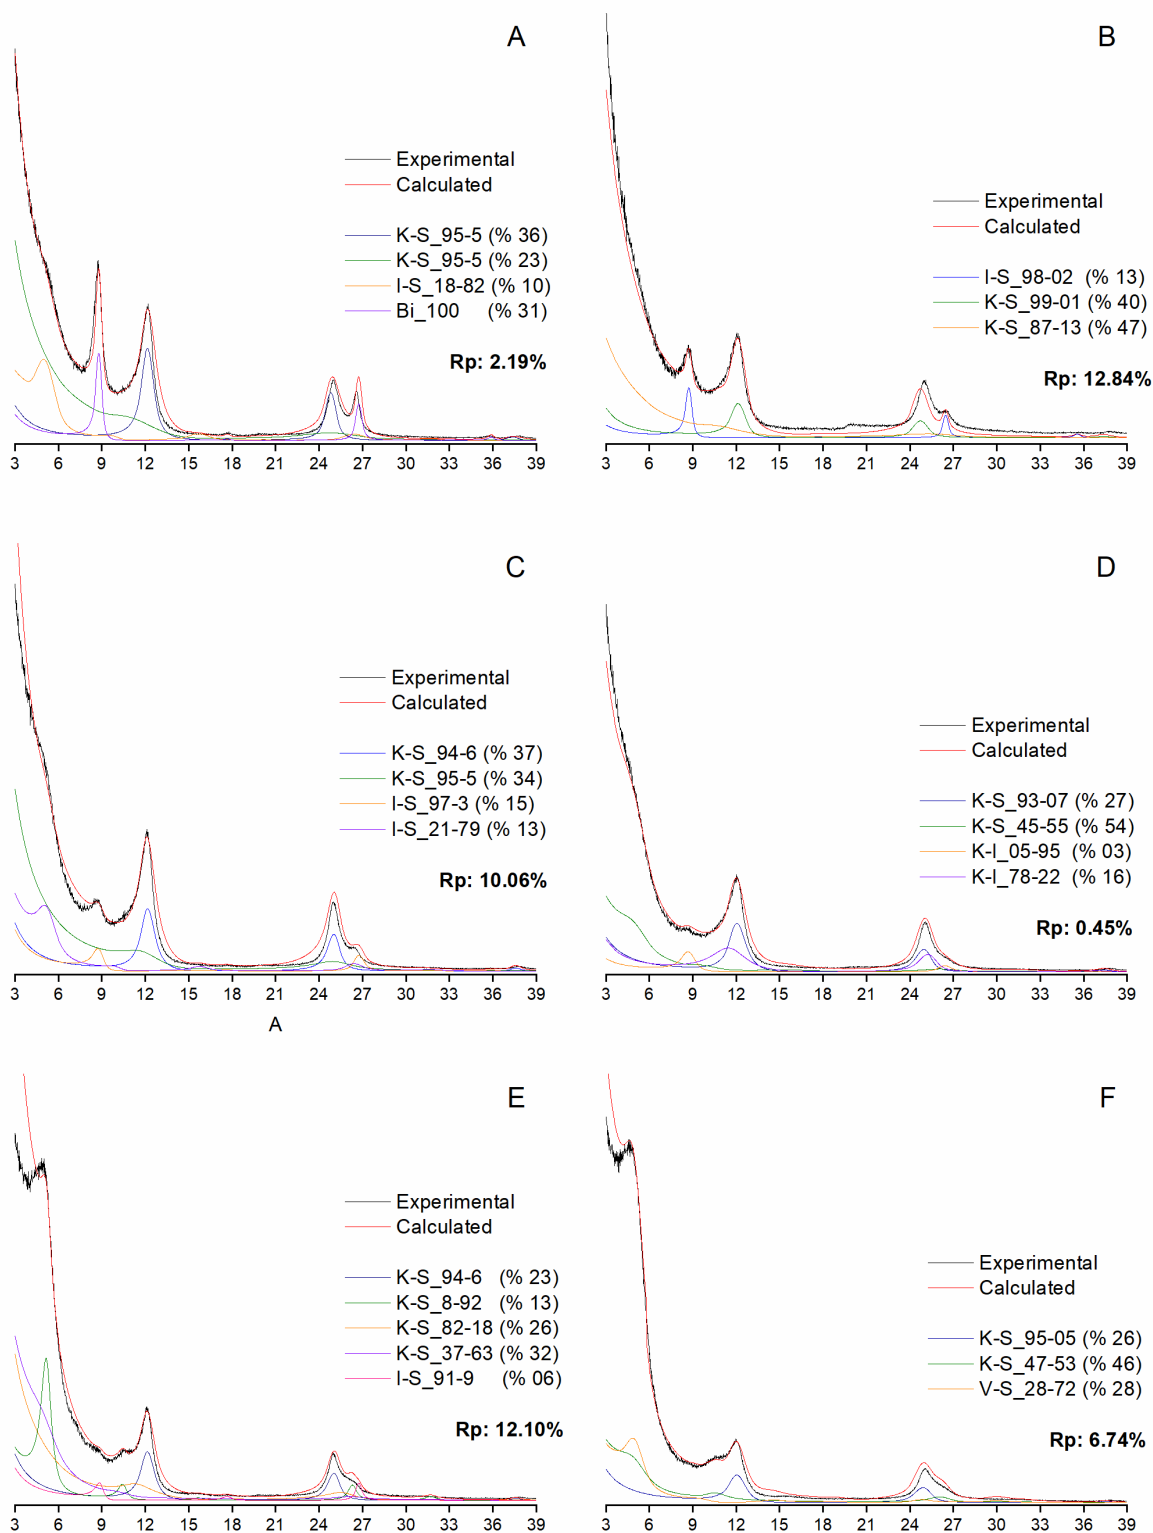 A
Experimental
Calculated
K-S_95-5 (% 36)
K-S_95-5 (% 23)
I-S_18-82 (% 10)
Bi_100 (% 31)
Rp: 2.19%
3 6 9 12 15 18 21 24 27 30 33 36 39
B
Experimental
Calculated
I-S_98-02 (% 13)
K-S_99-01 (% 40)
K-S_87-13 (% 47)
Rp: 12.84%
3 6 9 12 15 18 21 24 27 30 33 36 39
C
Experimental
Calculated
K-S_94-6 (% 37)
K-S_95-5 (% 34)
I-S_97-3 (% 15)
I-S_21-79 (% 13)
Rp: 10.06%
3 6 9 12 15 18 21 24 27 30 33 36 39
A
D
Experimental
Calculated
K-S_93-07 (% 27)
K-S_45-55 (% 54)
K-I_05-95 (% 03)
K-I_78-22 (% 16)
Rp: 0.45%
3 6 9 12 15 18 21 24 27 30 33 36 39
E
Experimental
Calculated
K-S_94-6 (% 23)
K-S_8-92 (% 13)
K-S_82-18 (% 26)
K-S_37-63 (% 32)
I-S_91-9 (% 06)
Rp: 12.10%
3 6 9 12 15 18 21 24 27 30 33 36 39
F
Experimental
Calculated
K-S_95-05 (% 26)
K-S_47-53 (% 46)
V-S_28-72 (% 28)
Rp: 6.74%
3 6 9 12 15 18 21 24 27 30 33 36 39